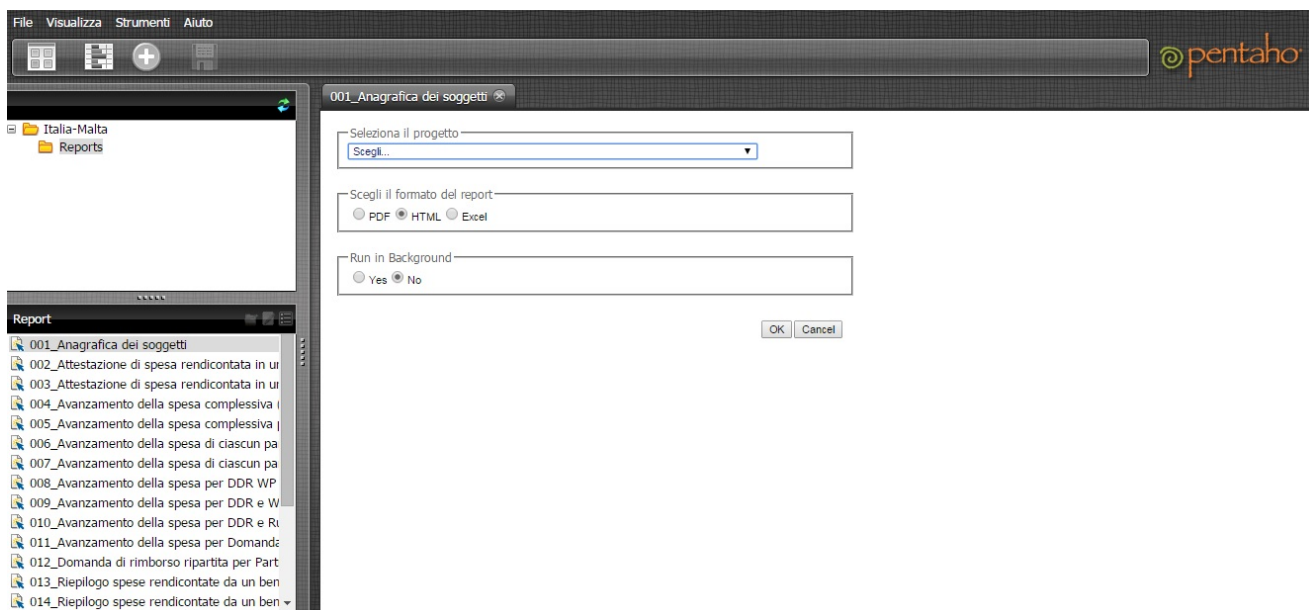 File Visualizza Strumenti Aiuto
pentaho
001_Anagrafica dei soggetti
Italia-Malta
Reports
Seleziona il progetto
Scegli...
Scegli il formato del report
PDF HTML Excel
Run in Background
Yes No
OK Cancel
Report
001_Anagrafica dei soggetti
002_Attestazione di spesa rendicontata in ur
003_Attestazione di spesa rendicontata in ur
004_Avanzamento della spesa complessiva (
005_Avanzamento della spesa complessiva p
006_Avanzamento della spesa di ciascun pa
007_Avanzamento della spesa di ciascun pa
008_Avanzamento della spesa per DDR WP
009_Avanzamento della spesa per DDR e W
010_Avanzamento della spesa per DDR e Ru
011_Avanzamento della spesa per Domanda
012_Domanda di rimborso ripartita per Part
013_Riepilogo spese rendicontate da un ben
014_Riepilogo spese rendicontate da un ben